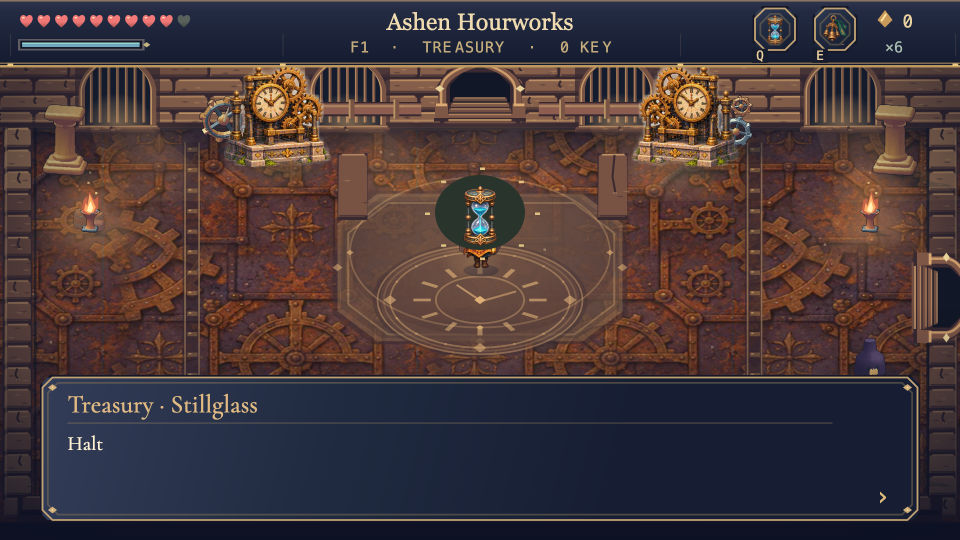 Ashen Hourworks
F1 · TREASURY · 0 KEY
Q
E
0
×6
Treasury · Stillglass
Halt